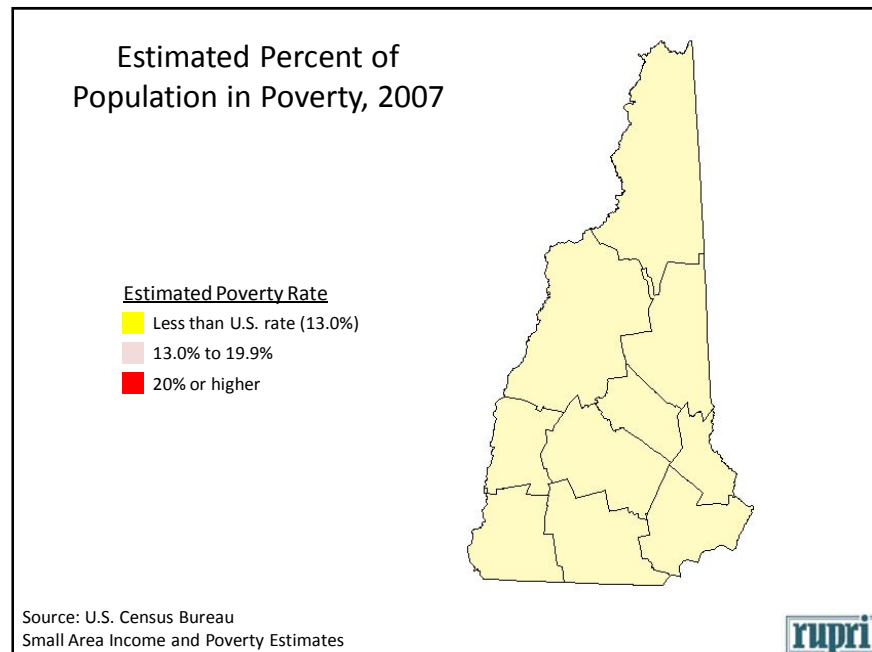 Estimated Percent of
Population in Poverty, 2007
Estimated Poverty Rate
Less than U.S. rate (13.0%)
13.0% to 19.9%
20% or higher
Source: U.S. Census Bureau
Small Area Income and Poverty Estimates
rupri